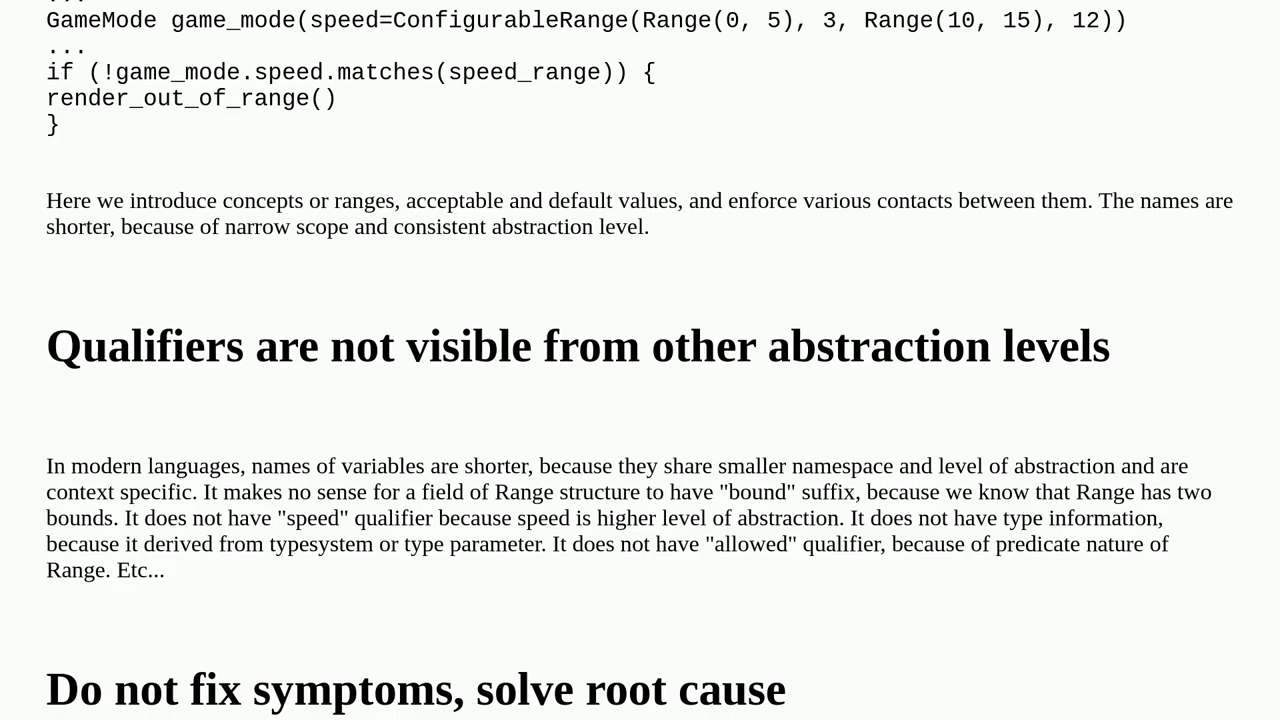 ...
GameMode game_mode(speed=ConfigurableRange(Range(0, 5), 3, Range(10, 15), 12))
...
if (!game_mode.speed.matches(speed_range)) {
render_out_of_range()
}
Here we introduce concepts or ranges, acceptable and default values, and enforce various contacts between them. The names are
shorter, because of narrow scope and consistent abstraction level.
Qualifiers are not visible from other abstraction levels
In modern languages, names of variables are shorter, because they share smaller namespace and level of abstraction and are
context specific. It makes no sense for a field of Range structure to have "bound" suffix, because we know that Range has two
bounds. It does not have "speed" qualifier because speed is higher level of abstraction. It does not have type information,
because it derived from typesystem or type parameter. It does not have "allowed" qualifier, because of predicate nature of
Range. Etc...
Do not fix symptoms, solve root cause